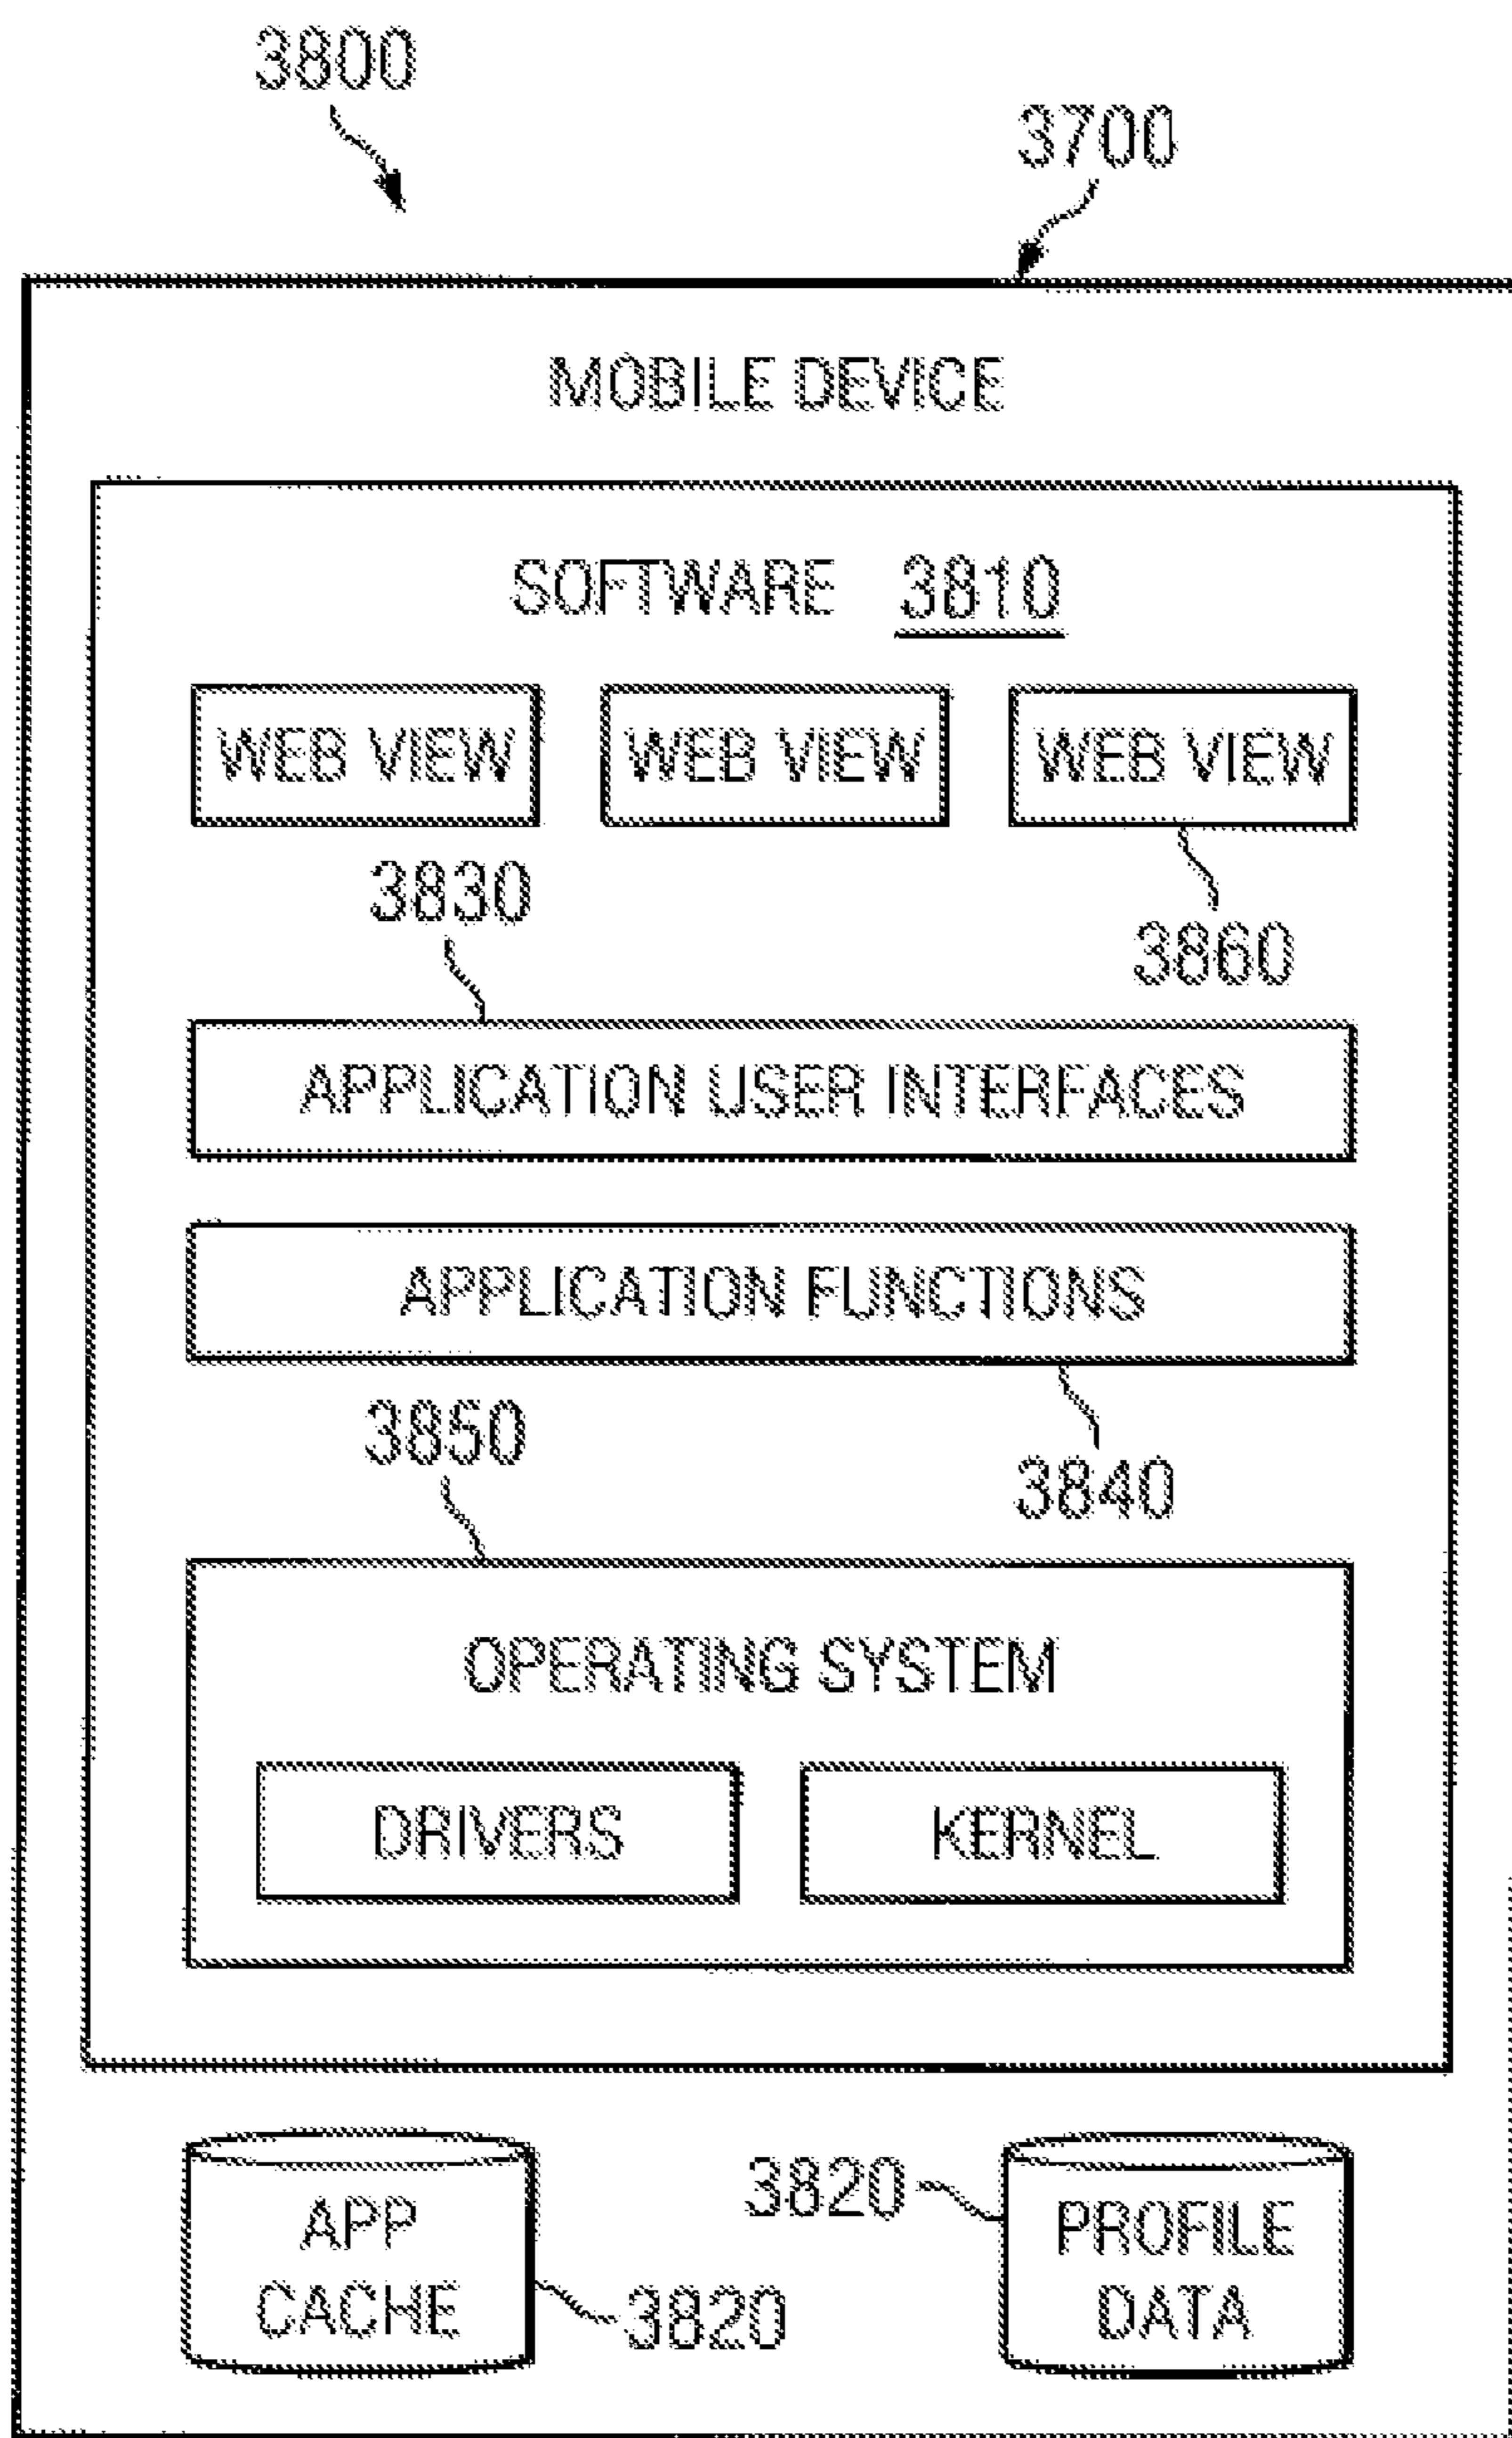 3800
3700
MOBILE DEVICE
SOFTWARE 3810
WEB VIEW WEB VIEW WEB VIEW
3830
3860
APPLICATION USER INTERFACES
APPLICATION FUNCTIONS
3850
3840
OPERATING SYSTEM
DRIVERS KERNEL
3820
APP PROFILE
CACHE DATA
3820